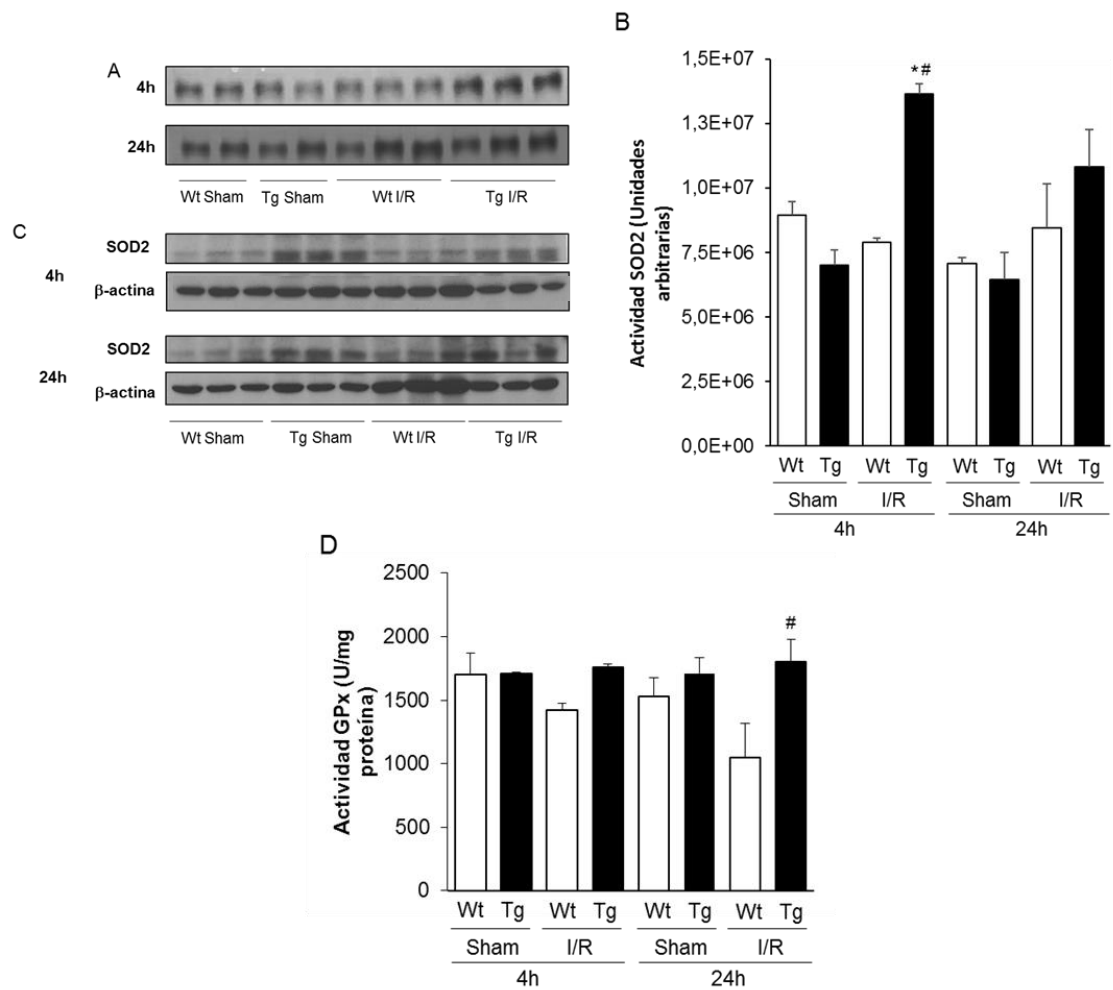 A
4h
24h
Wt Sham Tg Sham Wt I/R Tg I/R
B
Actividad SOD2 (Unidades
arbitrarias)
1,5E+07
1,3E+07
1,0E+07
7,5E+06
5,0E+06
2,5E+06
0,0E+00
*#
Wt Tg Wt Tg Wt Tg Wt Tg
Sham I/R Sham I/R
4h 24h
C
4h
SOD2
β-actina
24h
SOD2
β-actina
Wt Sham Tg Sham Wt I/R Tg I/R
D
Actividad GPx (U/mg
proteína)
2500
2000
1500
1000
500
0
#
Wt Tg Wt Tg Wt Tg Wt Tg
Sham I/R Sham I/R
4h 24h